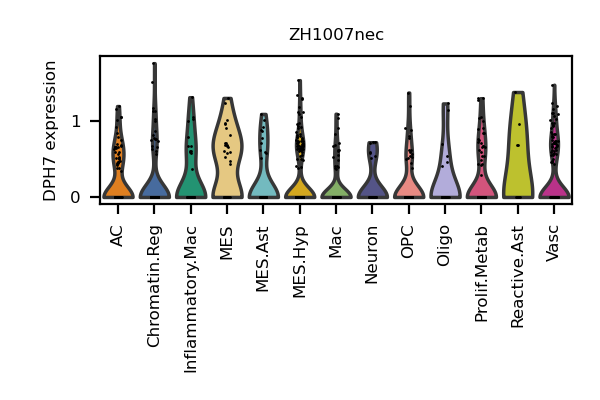 ZH1007nec
DPH7 expression
1
0
AC
Chromatin.Reg
Inflammatory.Mac
MES
MES.Ast
MES.Hyp
Mac
Neuron
OPC
Oligo
Prolif.Metab
Reactive.Ast
Vasc